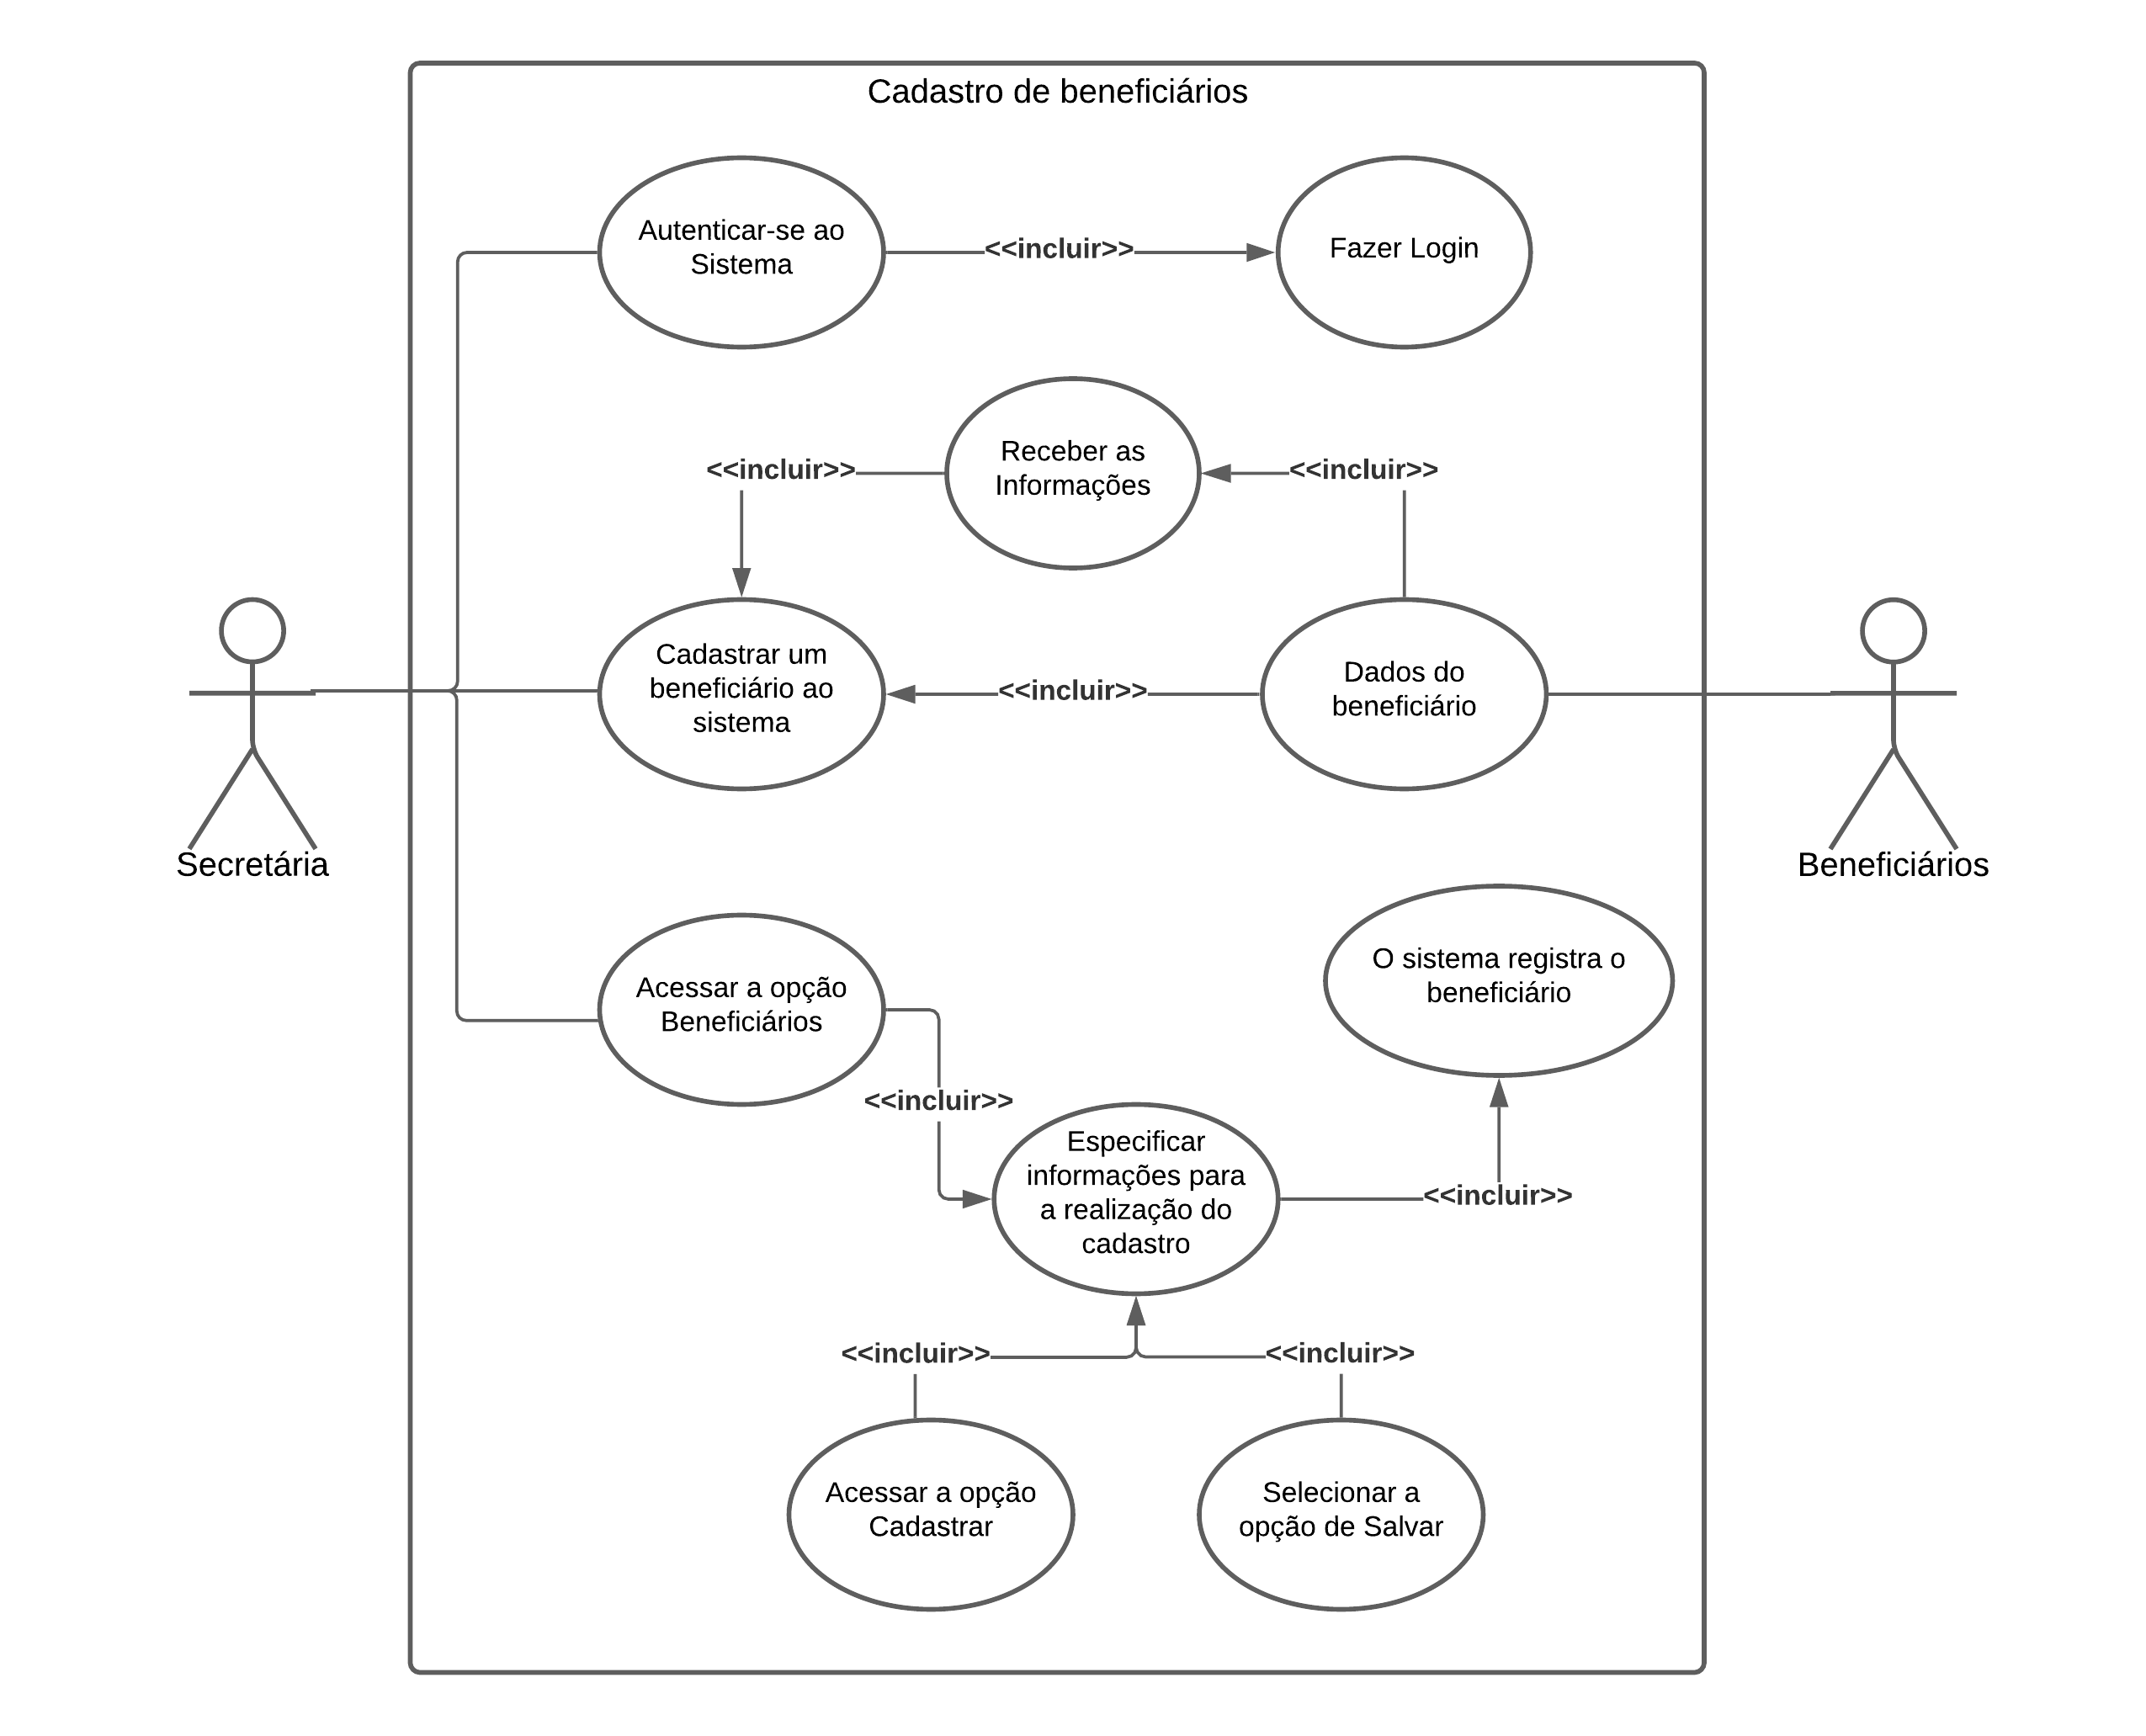 Cadastro de beneficiários
Autenticar-se ao
Sistema
<<incluir>>
Fazer Login
Receber as
Informações
<<incluir>>
<<incluir>>
Cadastrar um
beneficiário ao
sistema
<<incluir>>
Dados do
beneficiário
Secretária
Beneficiários
O sistema registra o
beneficiário
Acessar a opção
Beneficiários
<<incluir>>
Especificar
informações para
a realização do
cadastro
<<incluir>>
<<incluir>>
<<incluir>>
Acessar a opção
Cadastrar
Selecionar a
opção de Salvar